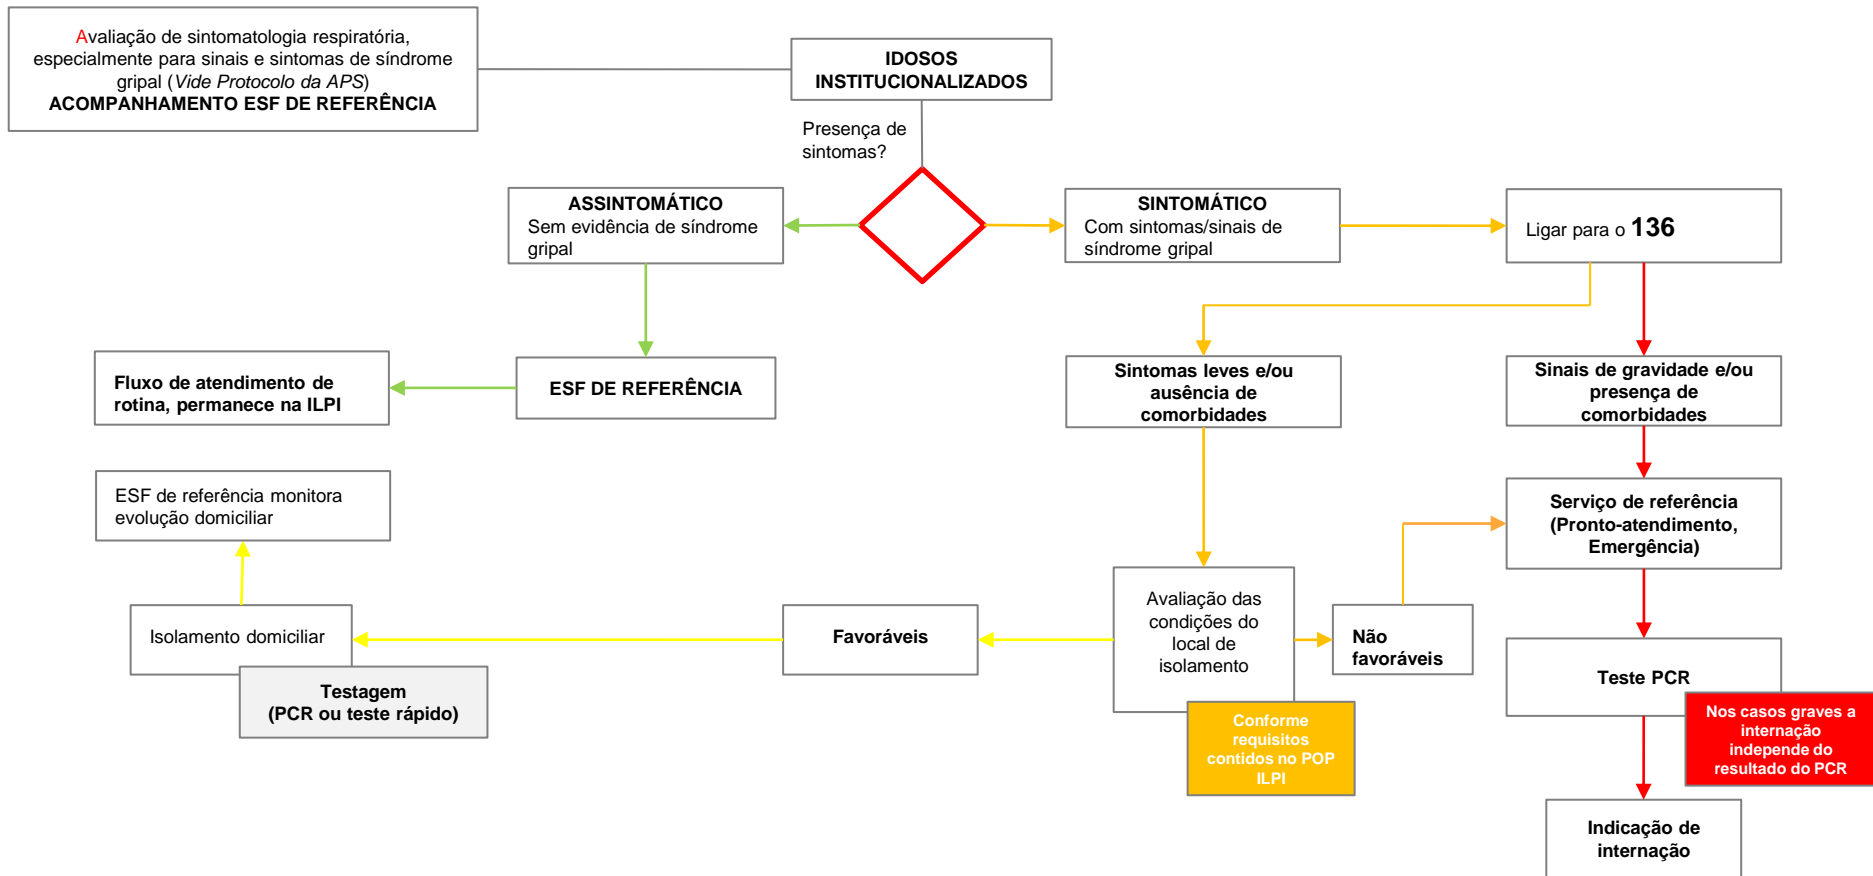 Avaliação de sintomatologia respiratória,
especialmente para sinais e sintomas de síndrome
gripal (Vide Protocolo da APS)
ACOMPANHAMENTO ESF DE REFERÊNCIA
IDOSOS
INSTITUCIONALIZADOS
Presença de
sintomas?
ASSINTOMÁTICO
Sem evidência de síndrome
gripal
SINTOMÁTICO
Com sintomas/sinais de
síndrome gripal
Ligar para o 136
Fluxo de atendimento de
rotina, permanece na ILPI
ESF DE REFERÊNCIA
Sintomas leves e/ou
ausência de
comorbidades
Sinais de gravidade e/ou
presença de
comorbidades
ESF de referência monitora
evolução domiciliar
Serviço de referência
(Pronto-atendimento,
Emergência)
Isolamento domiciliar
Testagem
(PCR ou teste rápido)
Favoráveis
Avaliação das
condições do
local de
isolamento
Não
favoráveis
Conforme
requisitos
contidos no POP
ILPI
Teste PCR
Nos casos graves a
internação
independe do
resultado do PCR
Indicação de
internação